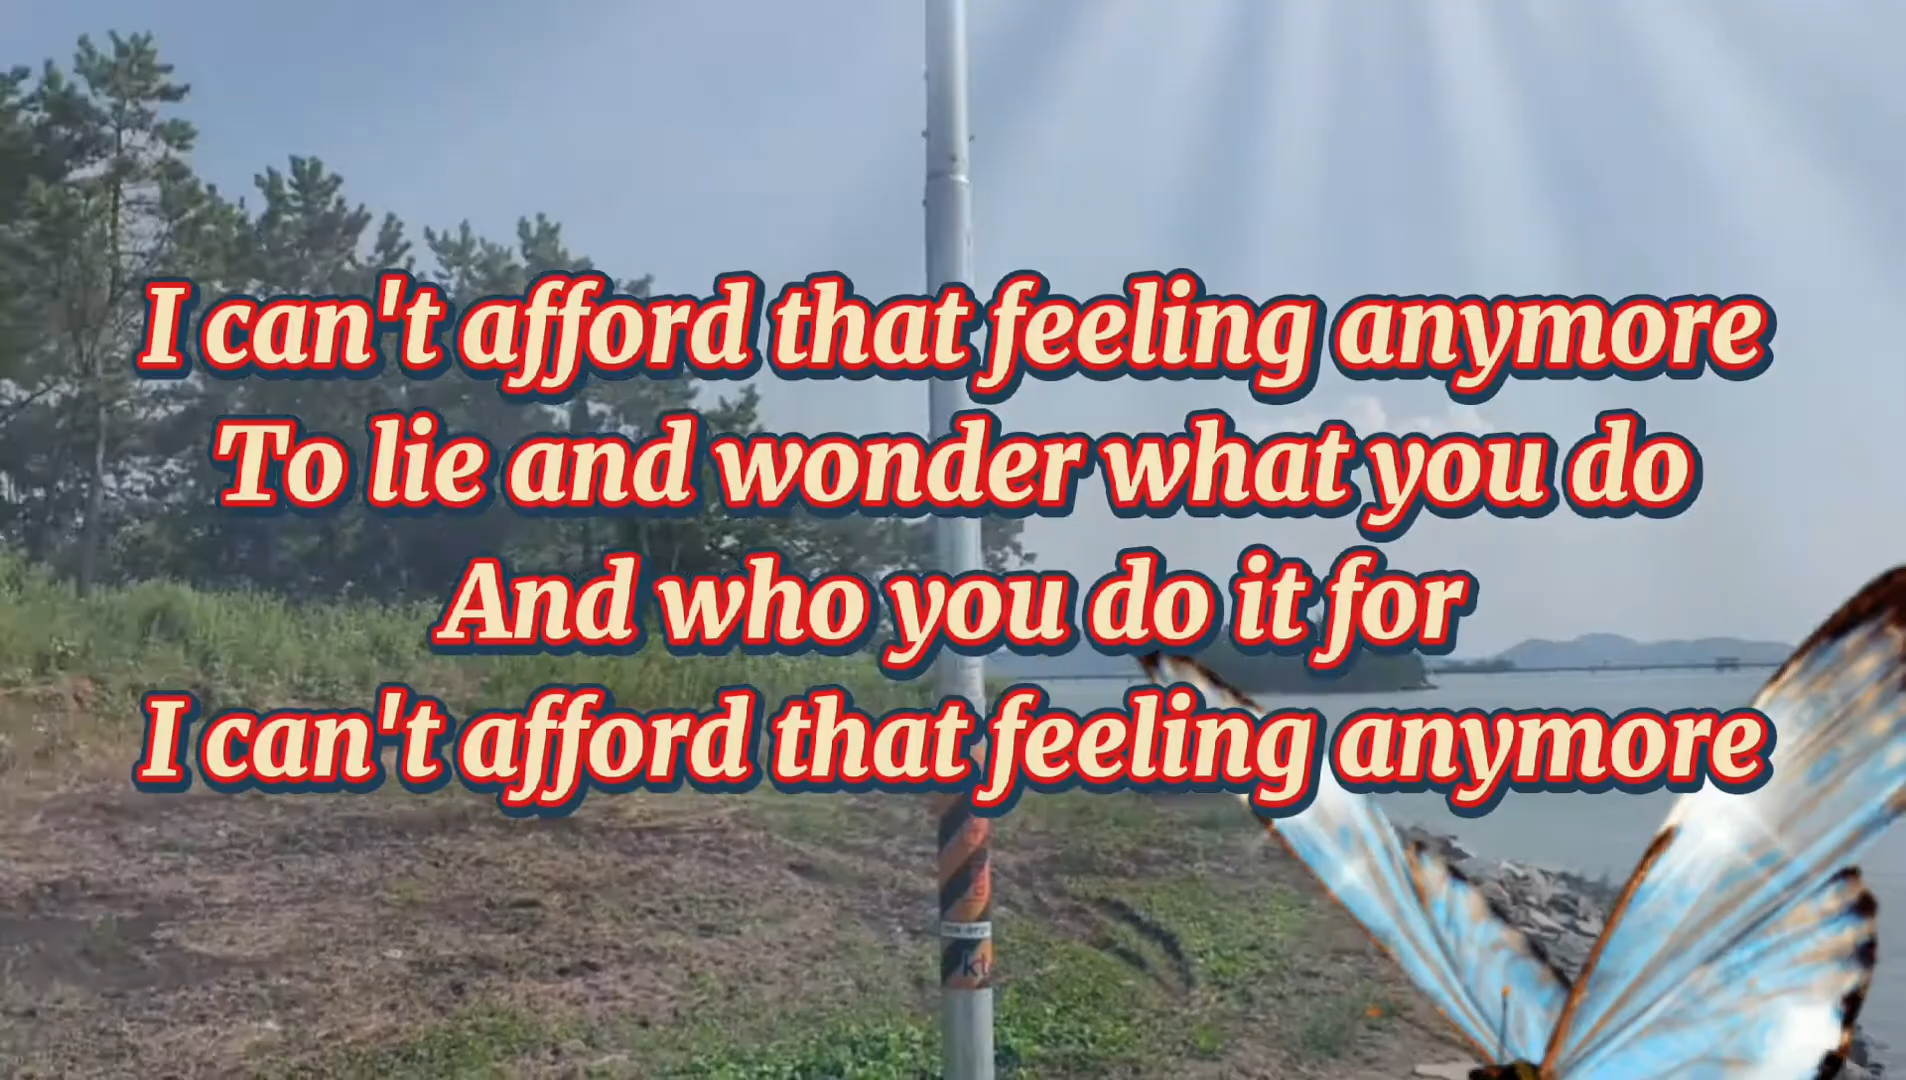 I can't afford that feeling anymore
To lie and wonder what you do
And who you do it for
I can't afford that feeling anymore
kt